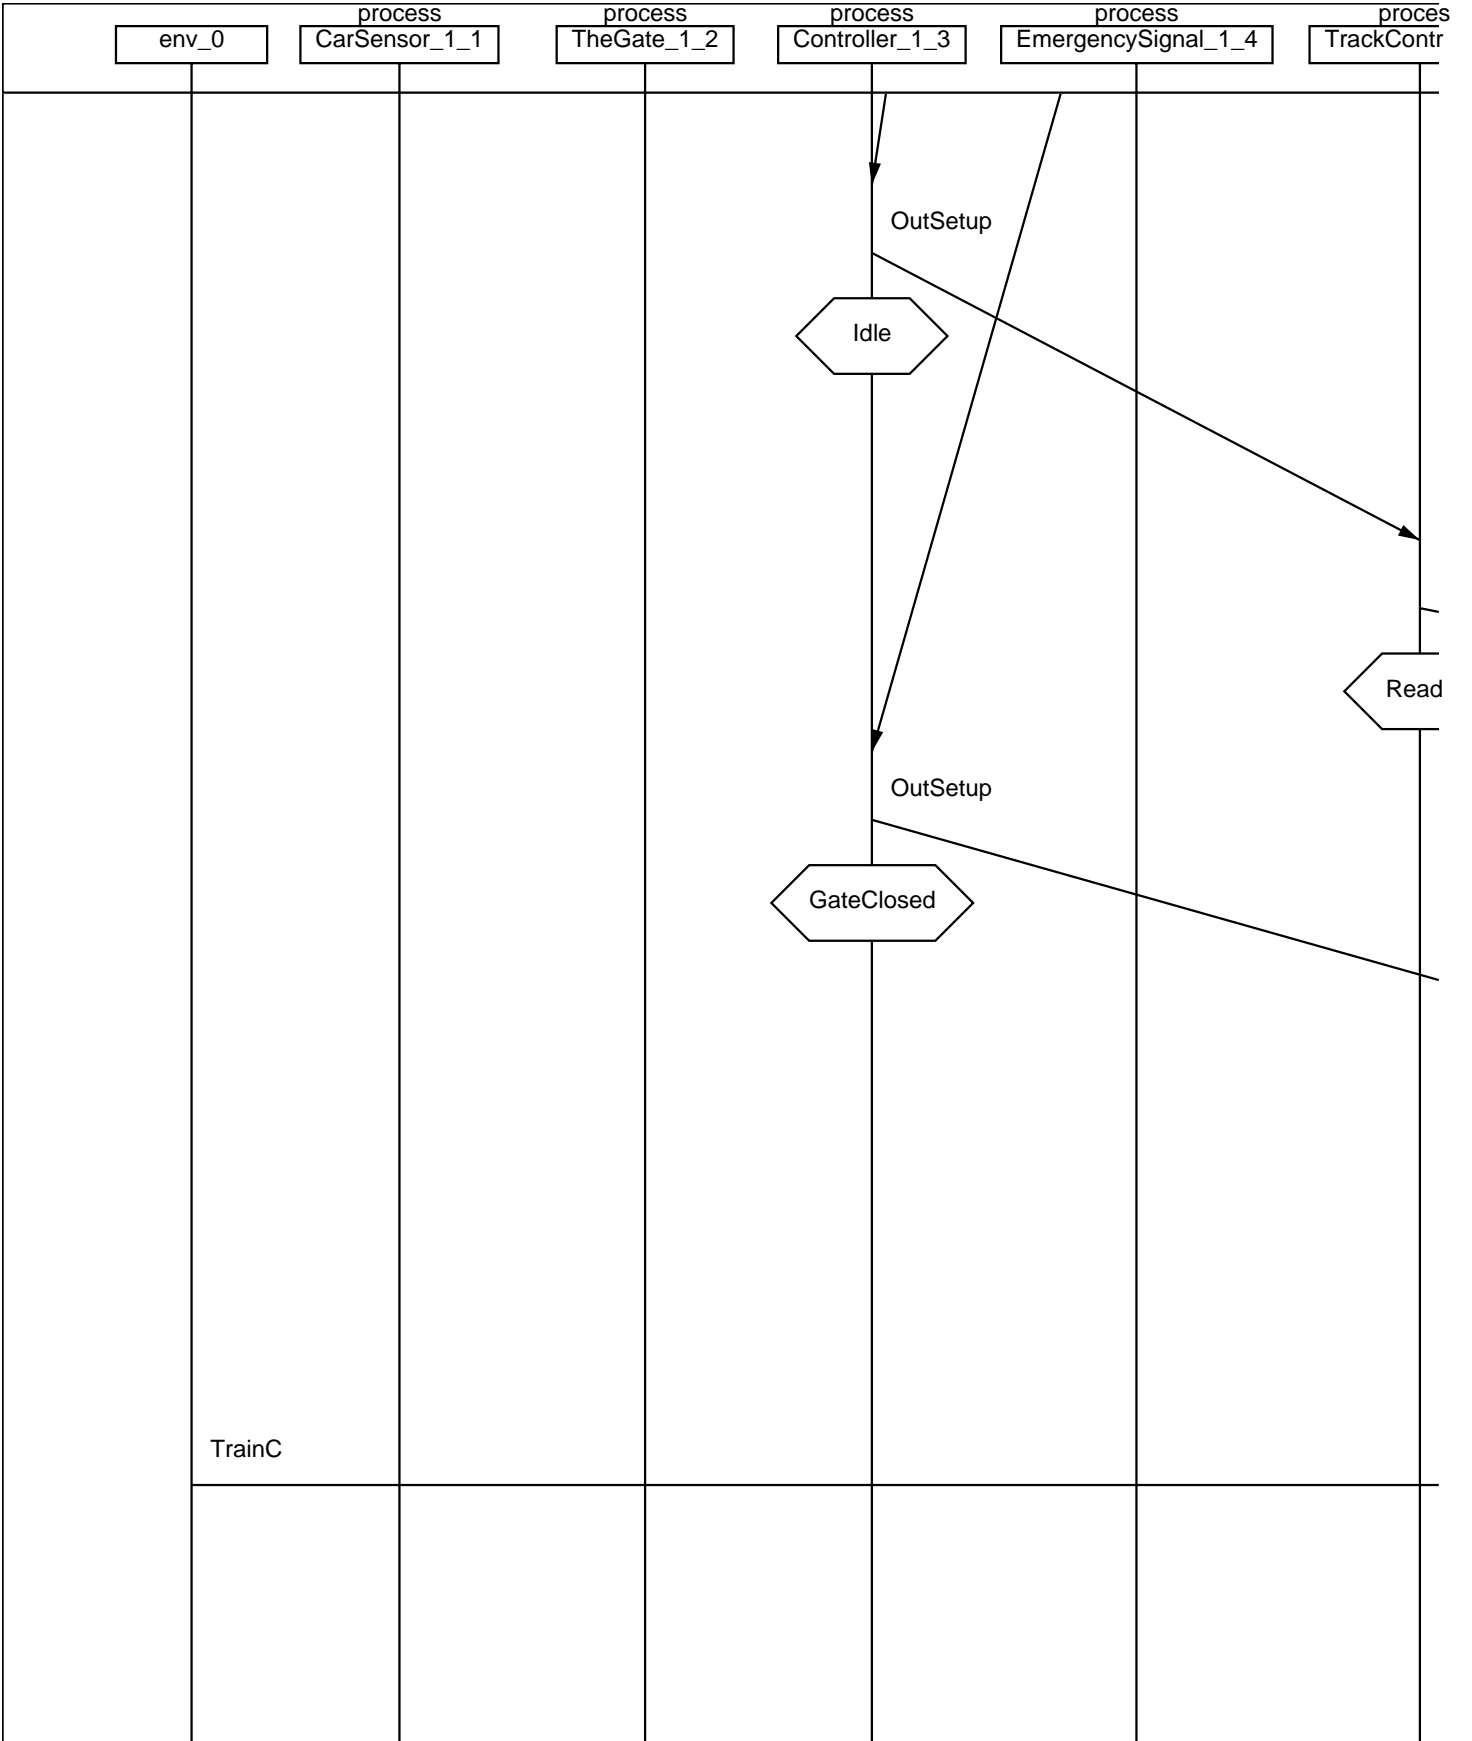 process process process process proces
env_0 CarSensor_1_1 TheGate_1_2 Controller_1_3 EmergencySignal_1_4 TrackContr
OutSetup
Idle
Read
OutSetup
GateClosed
TrainC